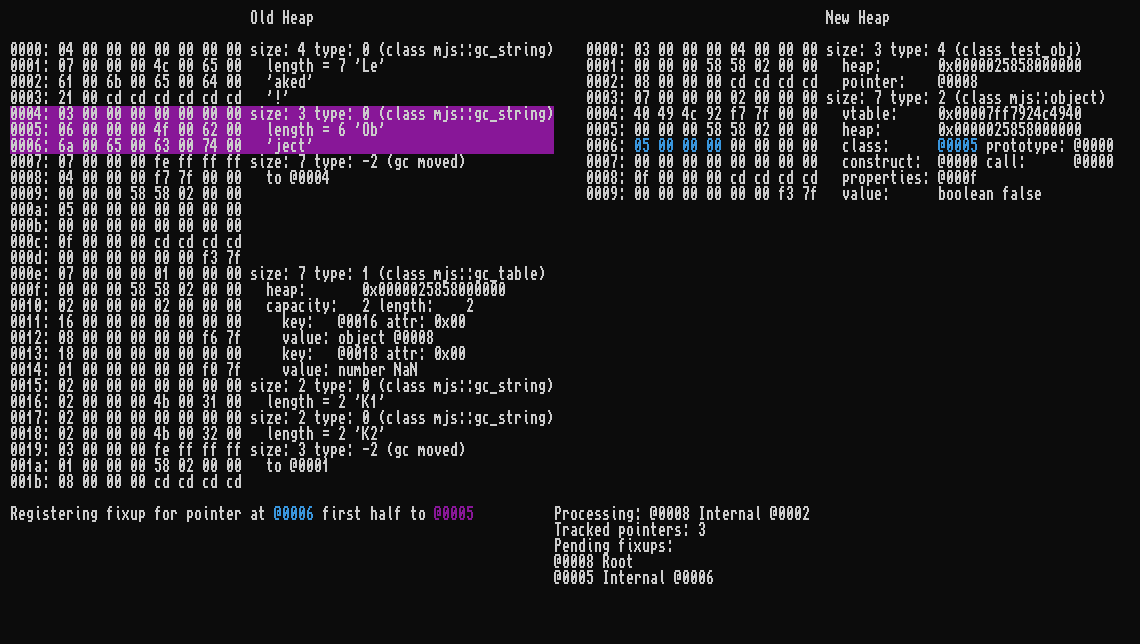 Old Heap
0000: 04 00 00 00 00 00 00 00 size: 4 type: 0 (class mjs::gc_string)
0001: 07 00 00 00 4c 00 65 00   length = 7 'Le'
0002: 61 00 6b 00 65 00 64 00   'aked'
0003: 21 00 cd cd cd cd cd cd   '!'
0004: 03 00 00 00 00 00 00 00 size: 3 type: 0 (class mjs::gc_string)
0005: 06 00 00 00 4f 00 62 00   length = 6 'Ob'
0006: 6a 00 65 00 63 00 74 00   'ject'
0007: 07 00 00 00 fe ff ff ff size: 7 type: -2 (gc moved)
0008: 04 00 00 00 f7 7f 00 00   to @0004
0009: 00 00 00 58 58 02 00 00
000a: 05 00 00 00 00 00 00 00
000b: 00 00 00 00 00 00 00 00
000c: 0f 00 00 00 cd cd cd cd
000d: 00 00 00 00 00 00 f3 7f
000e: 07 00 00 00 01 00 00 00 size: 7 type: 1 (class mjs::gc_table)
000f: 00 00 00 58 58 02 00 00   heap:      0x0000025858000000
0010: 02 00 00 00 02 00 00 00   capacity:   2 length:    2
0011: 16 00 00 00 00 00 00 00     key:   @0016 attr: 0x00
0012: 08 00 00 00 00 00 f6 7f     value: object @0008
0013: 18 00 00 00 00 00 00 00     key:   @0018 attr: 0x00
0014: 01 00 00 00 00 00 f0 7f     value: number NaN
0015: 02 00 00 00 00 00 00 00 size: 2 type: 0 (class mjs::gc_string)
0016: 02 00 00 00 4b 00 31 00   length = 2 'K1'
0017: 02 00 00 00 00 00 00 00 size: 2 type: 0 (class mjs::gc_string)
0018: 02 00 00 00 4b 00 32 00   length = 2 'K2'
0019: 03 00 00 00 fe ff ff ff size: 3 type: -2 (gc moved)
001a: 01 00 00 00 58 02 00 00   to @0001
001b: 08 00 00 00 cd cd cd cd
New Heap
0000: 03 00 00 00 04 00 00 00 size: 3 type: 4 (class test_obj)
0001: 00 00 00 58 58 02 00 00   heap:       0x0000025858000000
0002: 08 00 00 00 cd cd cd cd   pointer:    @0008
0003: 07 00 00 00 02 00 00 00 size: 7 type: 2 (class mjs::object)
0004: 40 49 4c 92 f7 7f 00 00   vtable:     0x00007ff7924c4940
0005: 00 00 00 58 58 02 00 00   heap:       0x0000025858000000
0006: 05 00 00 00 00 00 00 00   class:      @0005 prototype: @0000
0007: 00 00 00 00 00 00 00 00   construct:  @0000 call:      @0000
0008: 0f 00 00 00 cd cd cd cd   properties: @000f
0009: 00 00 00 00 00 00 f3 7f   value:      boolean false
Registering fixup for pointer at @0006 first half to @0005
Processing: @0008 Internal @0002
Tracked pointers: 3
Pending fixups:
@0008 Root
@0005 Internal @0006